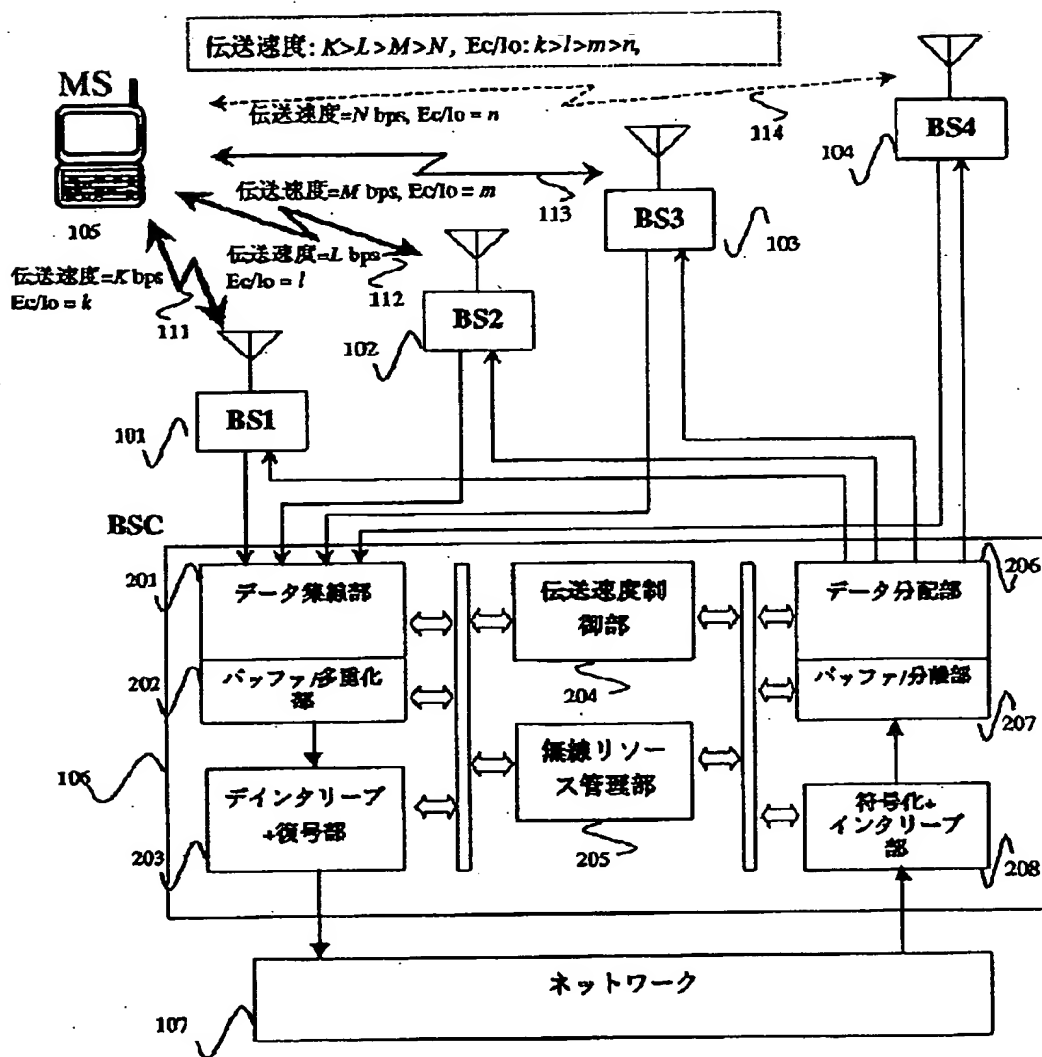 伝送速度: K>L>M>N, Ec/Io: k>l>m>n,
MS
伝送速度=N bps, Ec/Io = n
114
BS4
104
伝送速度=M bps, Ec/Io = m
113
BS3
103
105
伝送速度=L bps
Ec/Io = l
112
伝送速度=K bps
Ec/Io = k
111
BS2
102
BS1
101
BSC
201
データ集線部
伝送速度制
御部
データ分配部
206
202
バッファ/多重化
部
204
バッファ/分離部
207
106
無線リソー
ス管理部
デインタリーブ
+復号部
符号化+
インタリーブ
部
203
205
208
ネットワーク
107